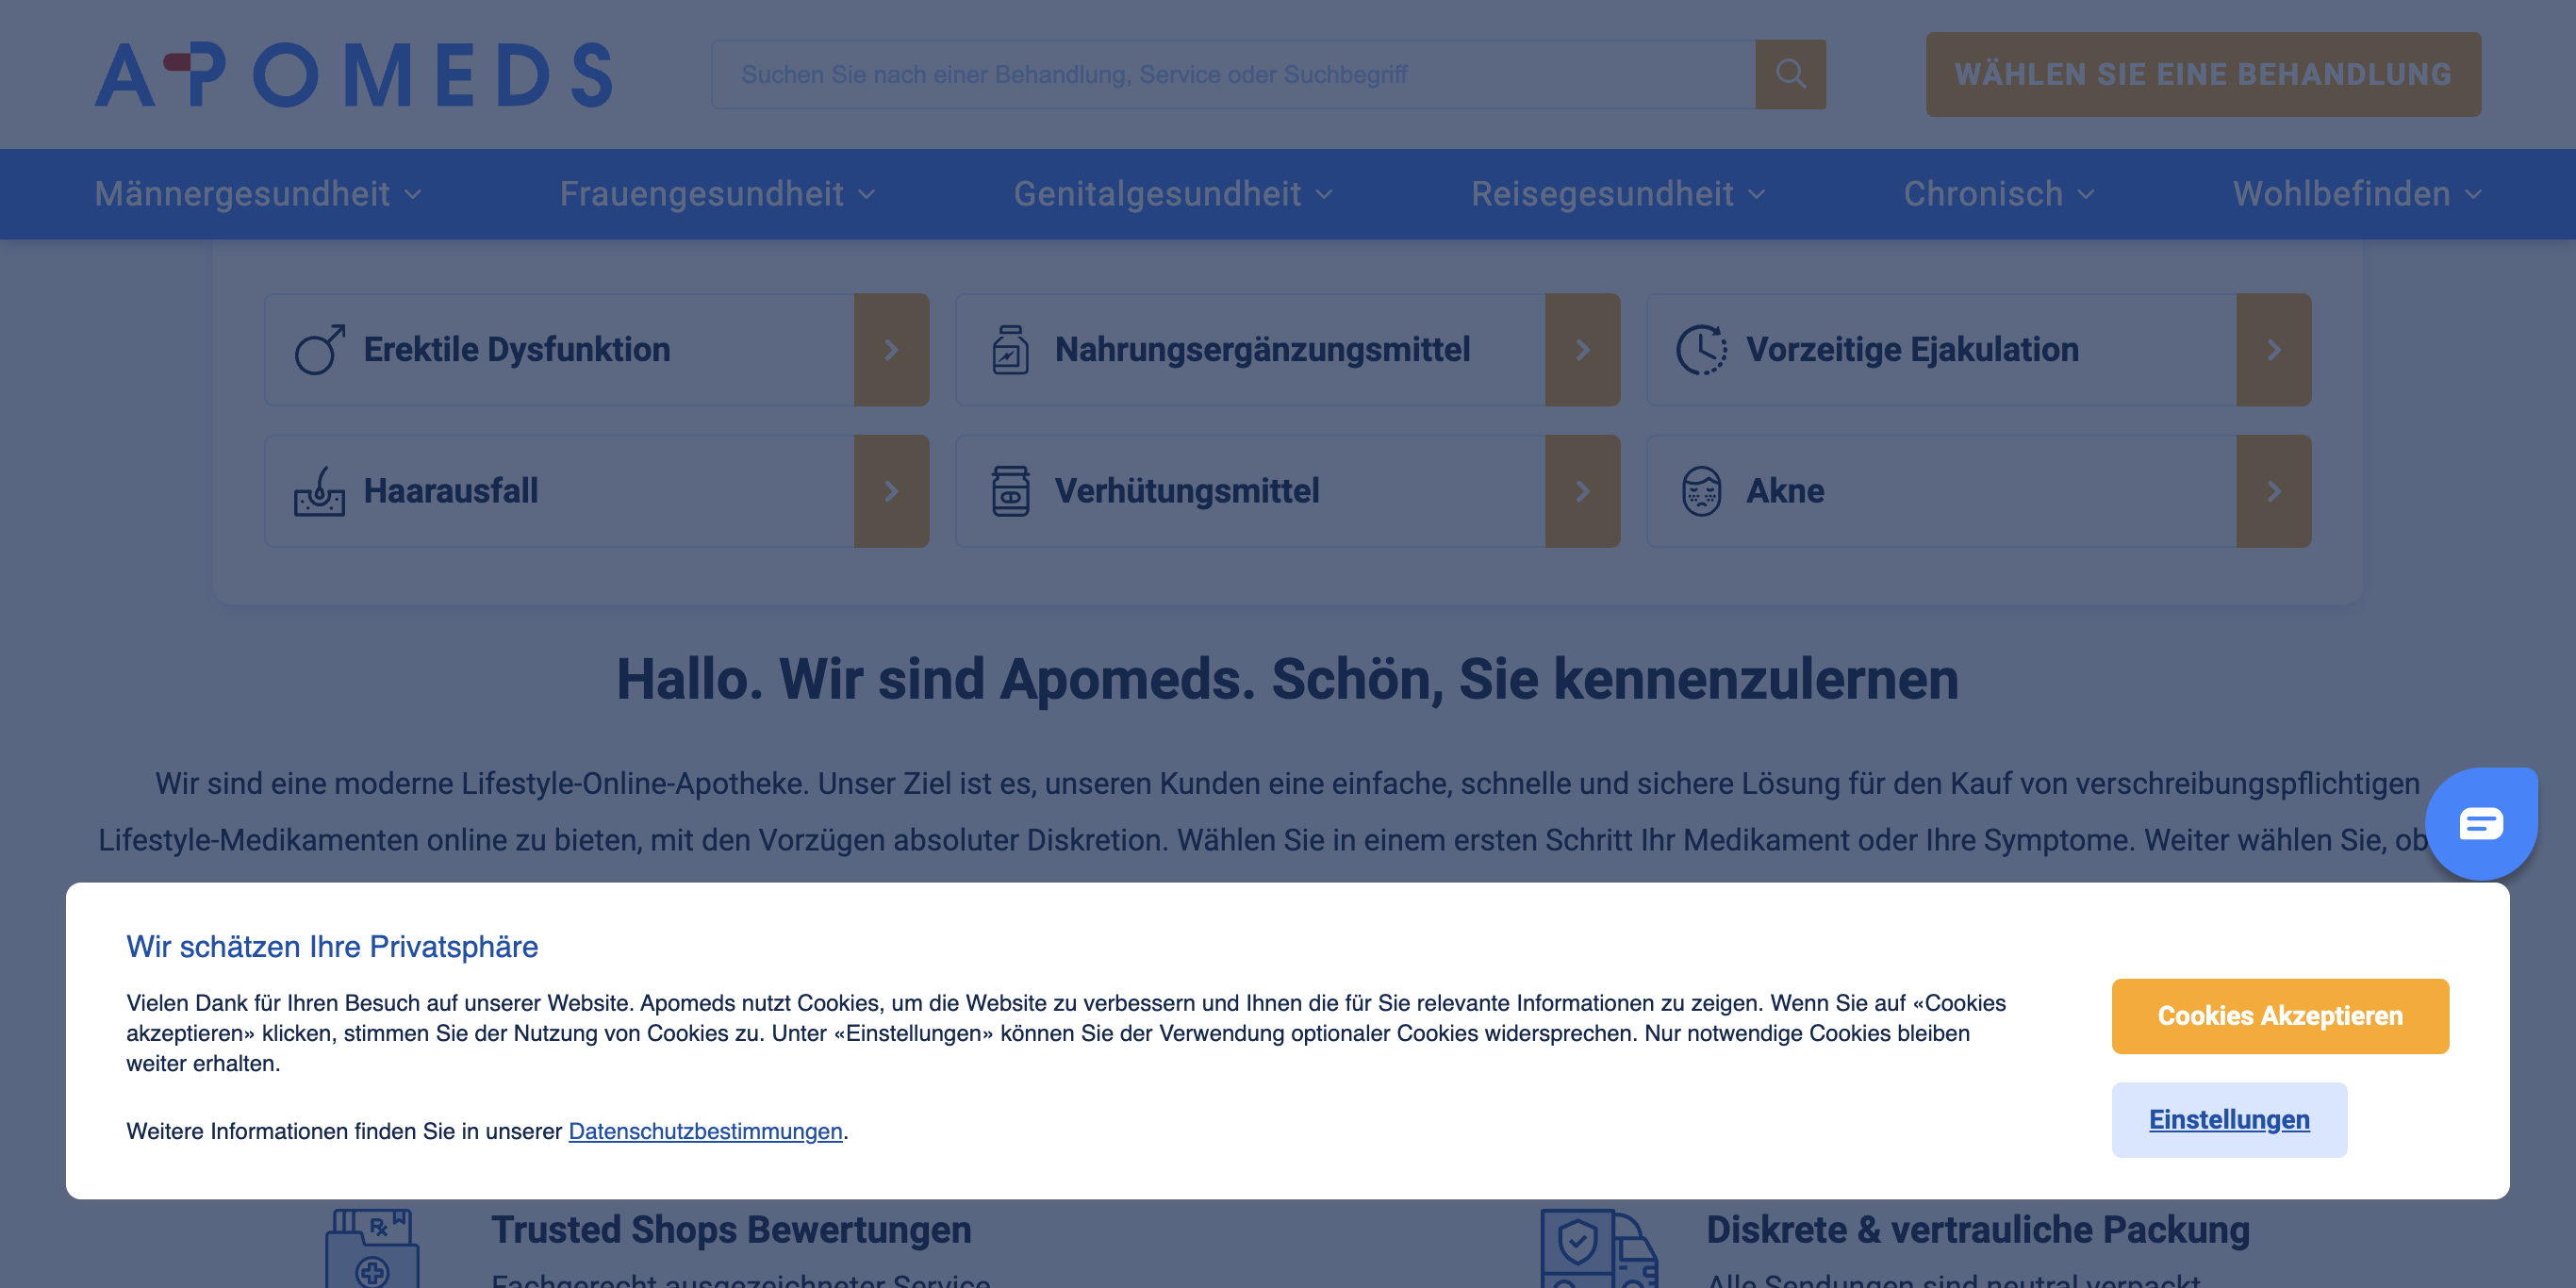 APOMEDS
Suchen Sie nach einer Behandlung, Service oder Suchbegriff
WÄHLEN SIE EINE BEHANDLUNG
Männergesundheit
Frauengesundheit
Genitalgesundheit
Reisegesundheit
Chronisch
Wohlbefinden
Erektile Dysfunktion
Nahrungsergänzungsmittel
Vorzeitige Ejakulation
Haarausfall
Verhütungsmittel
Akne
Hallo. Wir sind Apomeds. Schön, Sie kennenzulernen
Wir sind eine moderne Lifestyle-Online-Apotheke. Unser Ziel ist es, unseren Kunden eine einfache, schnelle und sichere Lösung für den Kauf von verschreibungspflichtigen
Lifestyle-Medikamenten online zu bieten, mit den Vorzügen absoluter Diskretion. Wählen Sie in einem ersten Schritt Ihr Medikament oder Ihre Symptome. Weiter wählen Sie, ob
Wir schätzen Ihre Privatsphäre
Vielen Dank für Ihren Besuch auf unserer Website. Apomeds nutzt Cookies, um die Website zu verbessern und Ihnen die für Sie relevante Informationen zu zeigen. Wenn Sie auf «Cookies
akzeptieren» klicken, stimmen Sie der Nutzung von Cookies zu. Unter «Einstellungen» können Sie der Verwendung optionaler Cookies widersprechen. Nur notwendige Cookies bleiben
weiter erhalten.
Weitere Informationen finden Sie in unserer Datenschutzbestimmungen.
Cookies Akzeptieren
Einstellungen
Rx
Trusted Shops Bewertungen
Fachgerecht ausgezeichneter Service
Diskrete & vertrauliche Packung
Alle Sendungen sind neutral verpackt